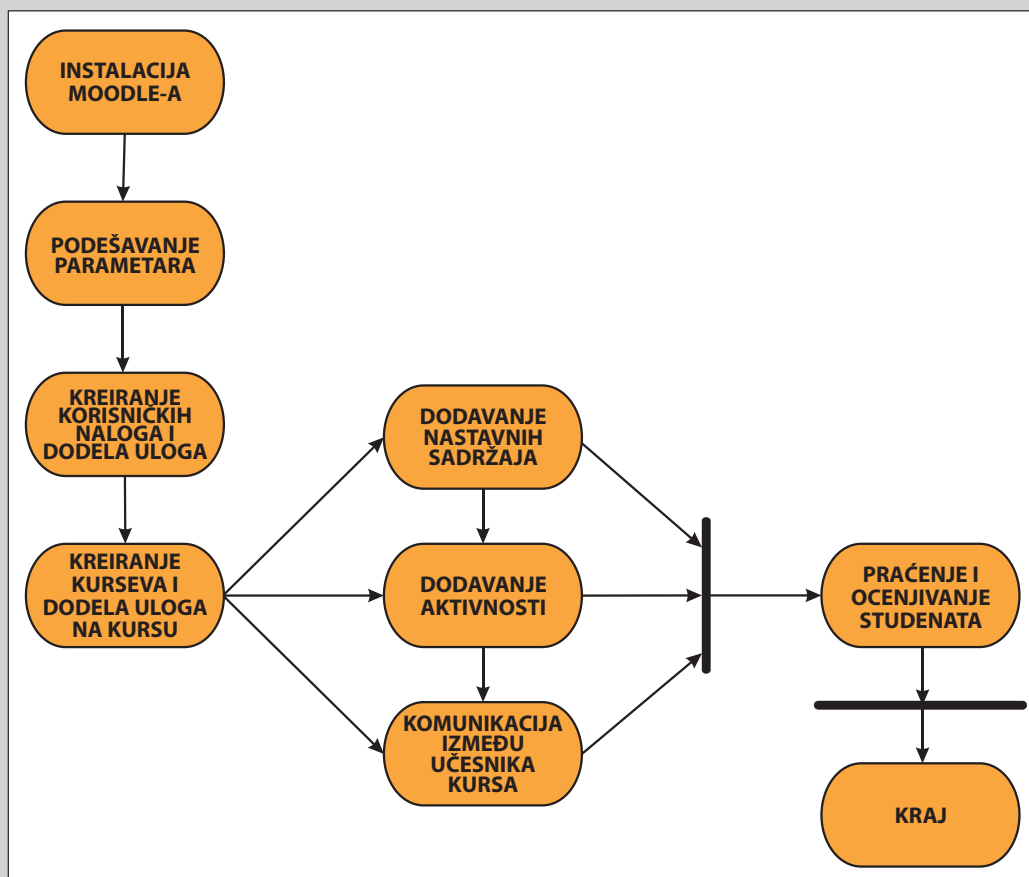 INSTALACIJA
MOODLE-A
PODEŠAVANJE
PARAMETARA
KREIRANJE
KORISNIČKIH
NALOGA I
DODELA ULOGA
KREIRANJE
KURSEVA I
DODELA ULOGA
NA KURSU
DODAVANJE
NASTAVNIH
SADRŽAJA
DODAVANJE
AKTIVNOSTI
KOMUNIKACIJA
IZMEĐU
UČESNIKA
KURSA
PRAĆENJE I
OCENJIVANJE
STUDENATA
KRAJ